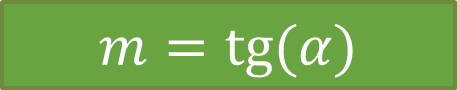 m = tg(α)